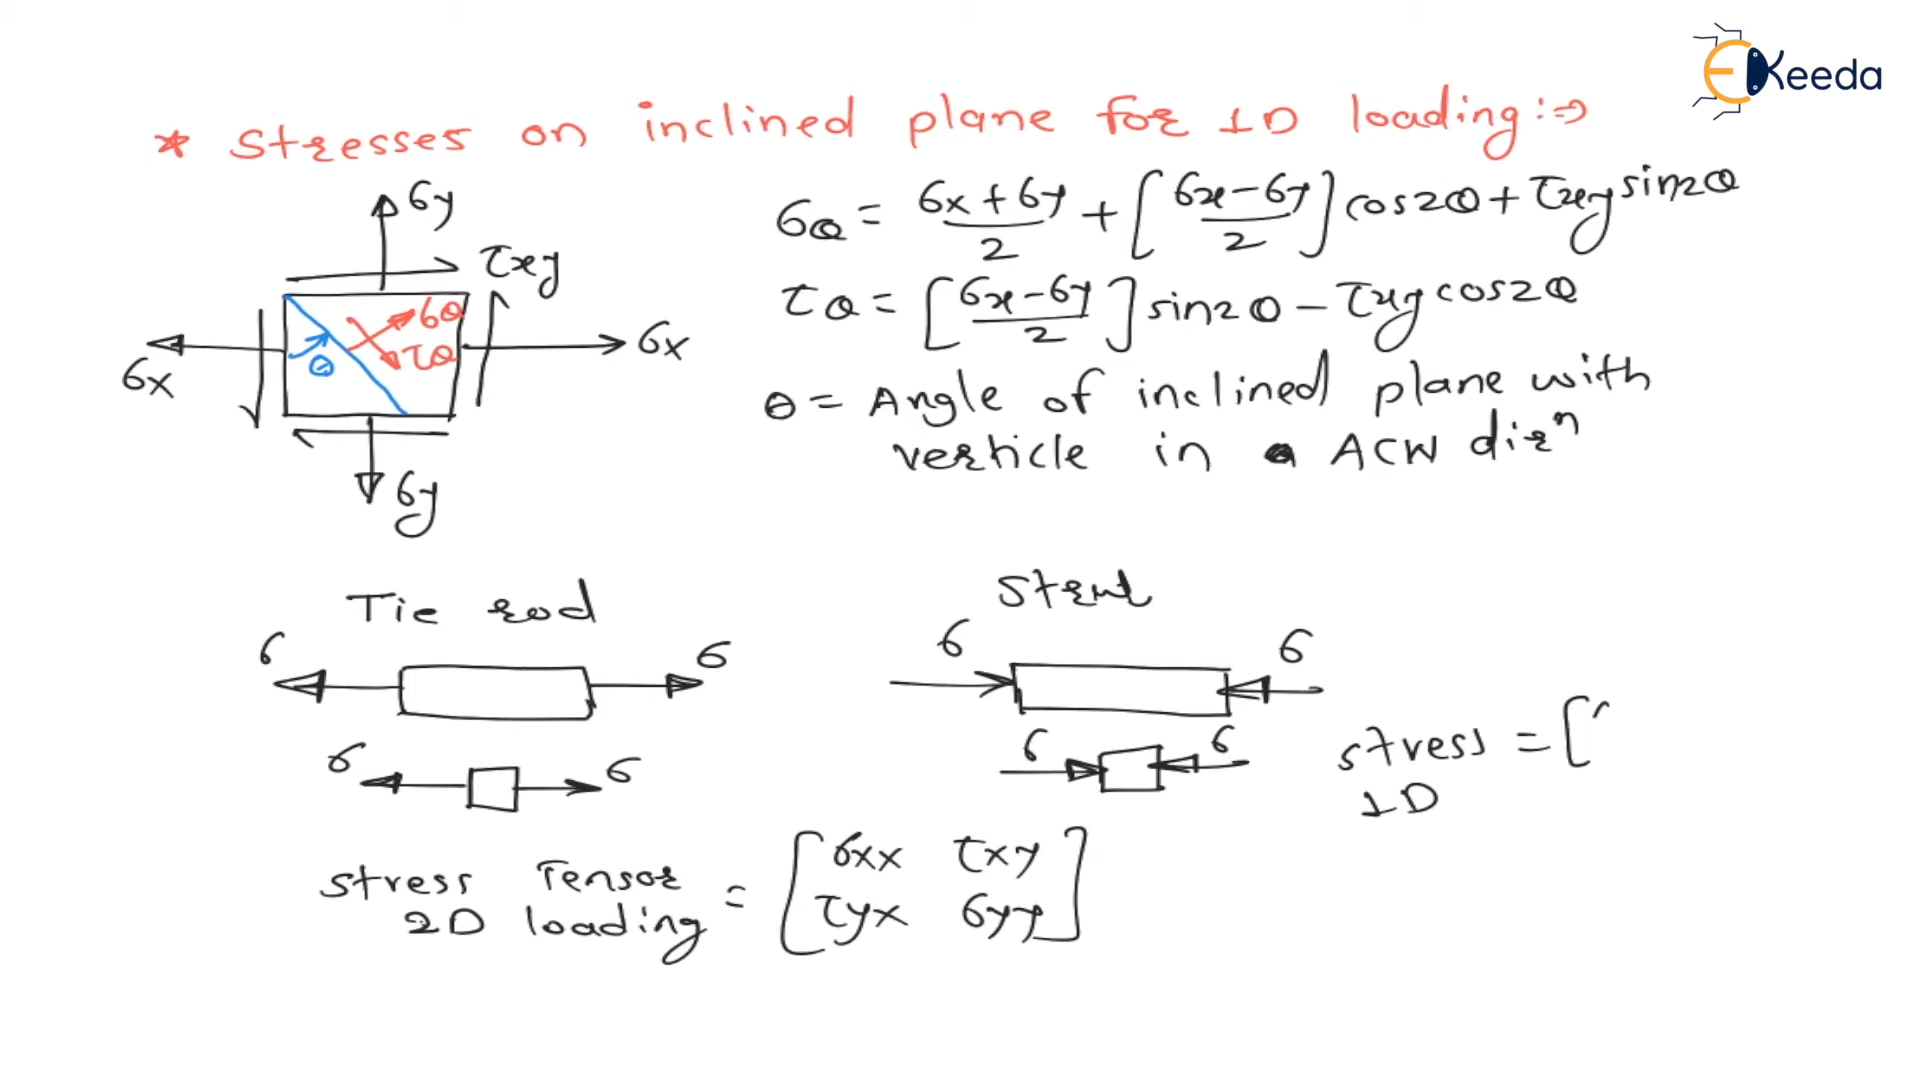 EKeeda
* Stresses on inclined plane for 1D loading :⇒
σy
τxy
σθ
τθ
θ
σx
σx
σy
σθ = σx + σy / 2 + [σx − σy / 2] cos2θ + τxy sin2θ
τθ = [σx − σy / 2] sin2θ − τxy cos2θ
θ = Angle of inclined plane with
verticle in a ACW dirⁿ
Tie rod
σ σ
σ σ
Strut
σ σ
σ σ
stress = [
1D
stress Tensor = [σxx τxy
2D loading τyx σyy]